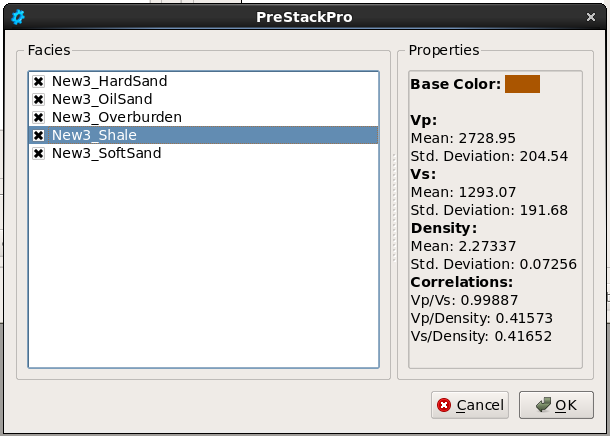 PreStackPro
Facies
New3_HardSand
New3_OilSand
New3_Overburden
New3_Shale
New3_SoftSand
Properties
Base Color:
Vp:
Mean: 2728.95
Std. Deviation: 204.54
Vs:
Mean: 1293.07
Std. Deviation: 191.68
Density:
Mean: 2.27337
Std. Deviation: 0.07256
Correlations:
Vp/Vs: 0.99887
Vp/Density: 0.41573
Vs/Density: 0.41652
Cancel
OK